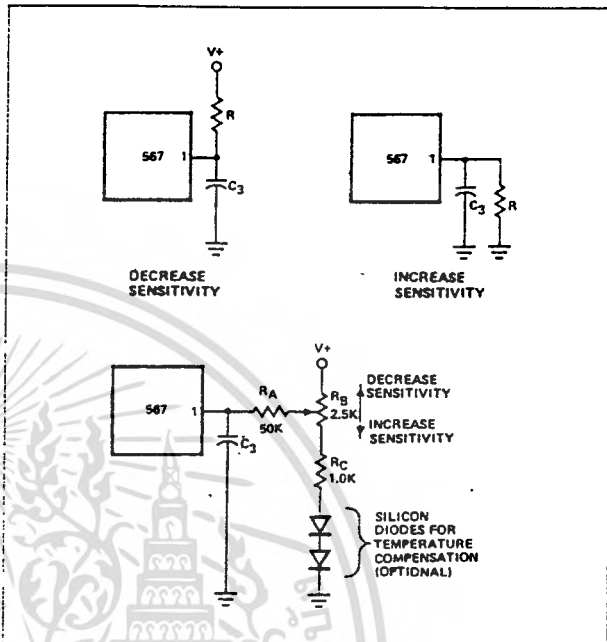 V+
R
567 1
C3
DECREASE
SENSITIVITY
567 1
C3
R
INCREASE
SENSITIVITY
V+
567 1
RA
50K
C3
RB
2.5K
DECREASE
SENSITIVITY
INCREASE
SENSITIVITY
RC
1.0K
SILICON
DIODES FOR
TEMPERATURE
COMPENSATION
(OPTIONAL)